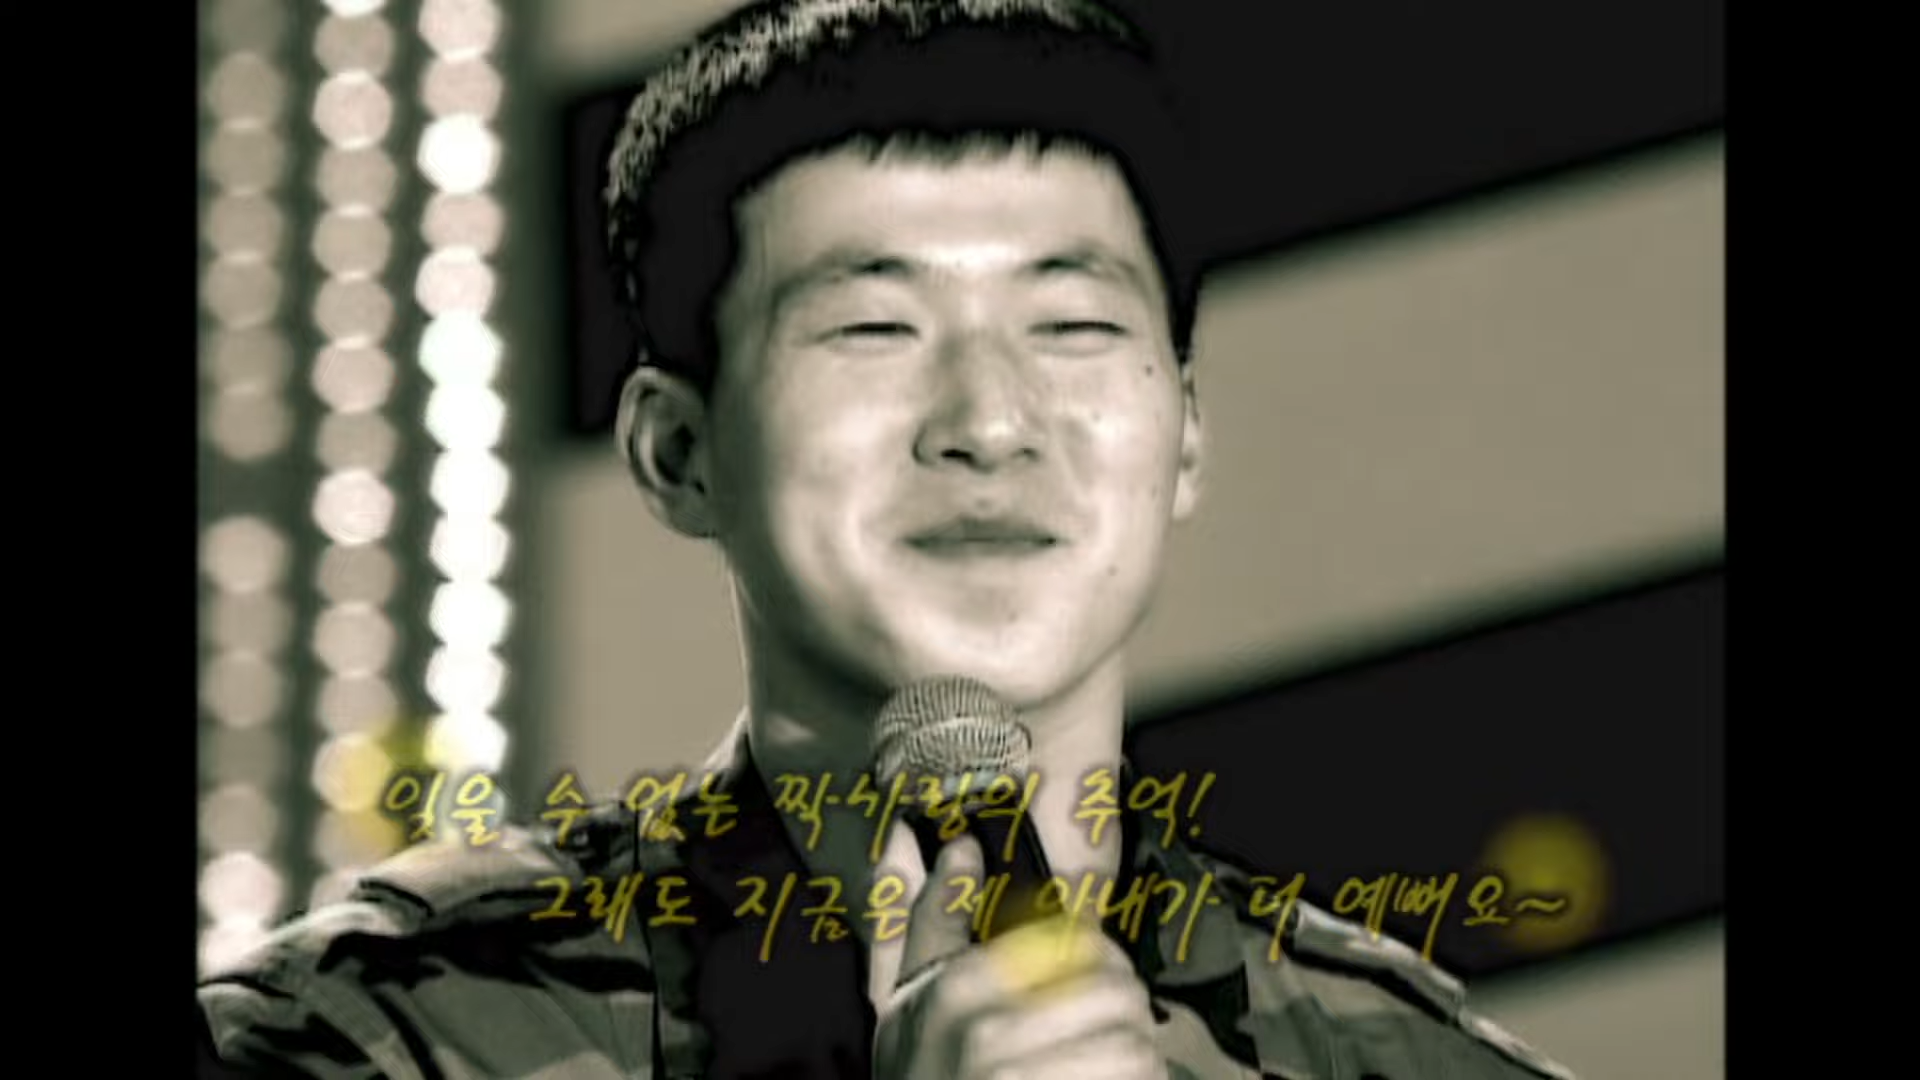 잊을 수 없는 짝사랑의 추억!
그래도 지금은 제 아내가 더 예뻐요~